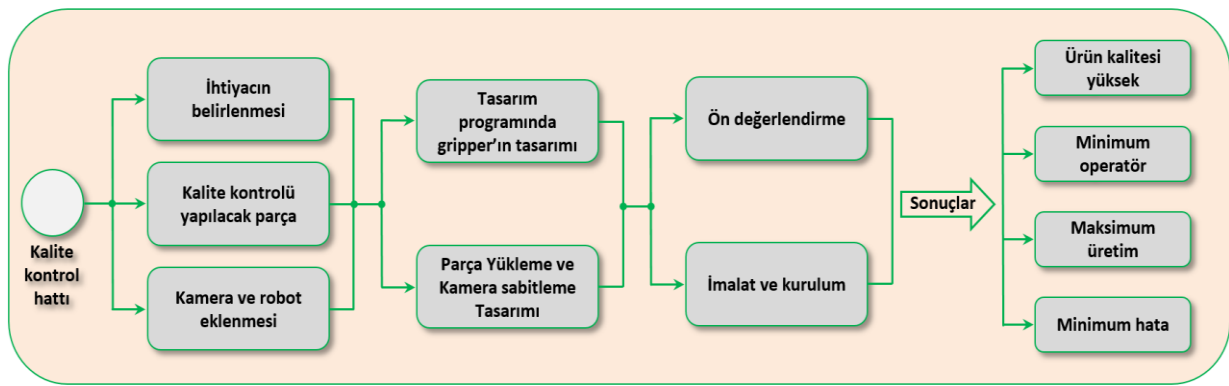 Kalite
kontrol
hattı
İhtiyacın
belirlenmesi
Kalite kontrolü
yapılacak parça
Kamera ve robot
eklenmesi
Tasarım
programında
gripper’ın tasarımı
Parça Yükleme ve
Kamera sabitleme
Tasarımı
Ön değerlendirme
İmalat ve kurulum
Sonuçlar
Ürün kalitesi
yüksek
Minimum
operatör
Maksimum
üretim
Minimum hata